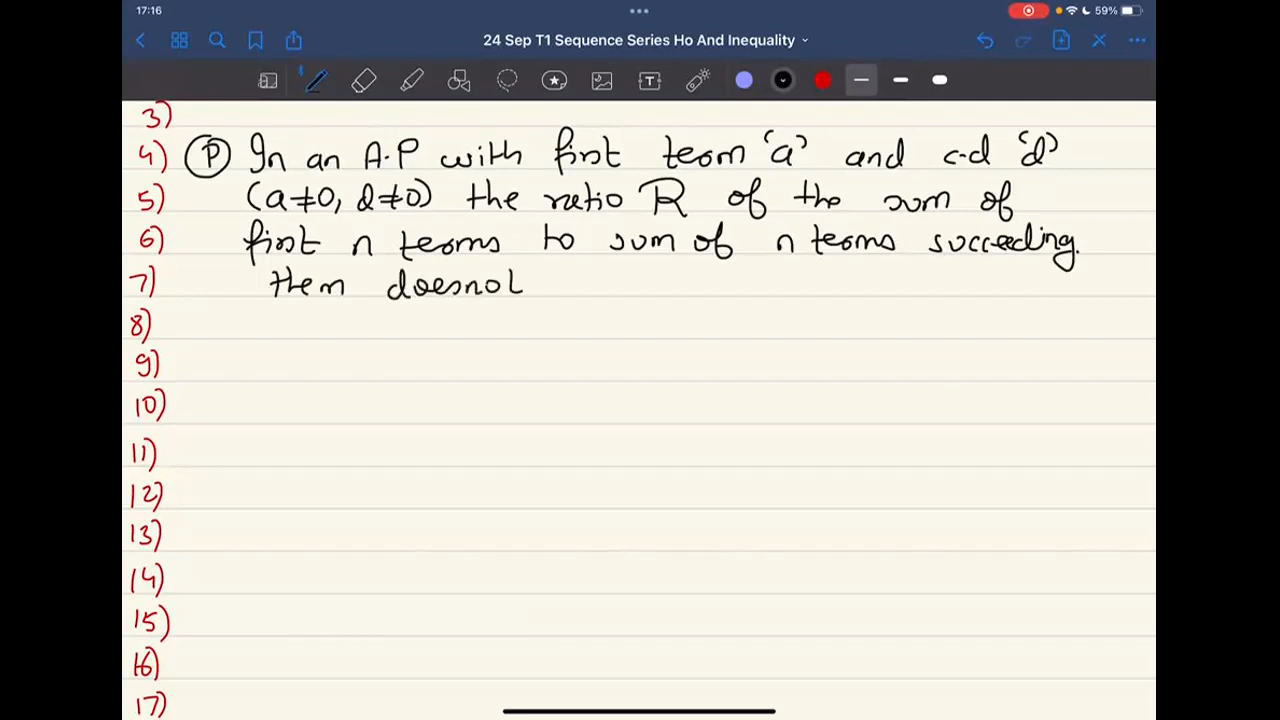 17:16
59%
24 Sep T1 Sequence Series Ho And Inequality
3)
4) P In an A.P with first term 'a' and c-d 'd'
5) (a≠0, d≠0) the ratio R of the sum of
6) first n terms to sum of n terms succeeding.
7) them doesnot
8)
9)
10)
11)
12)
13)
14)
15)
16)
17)